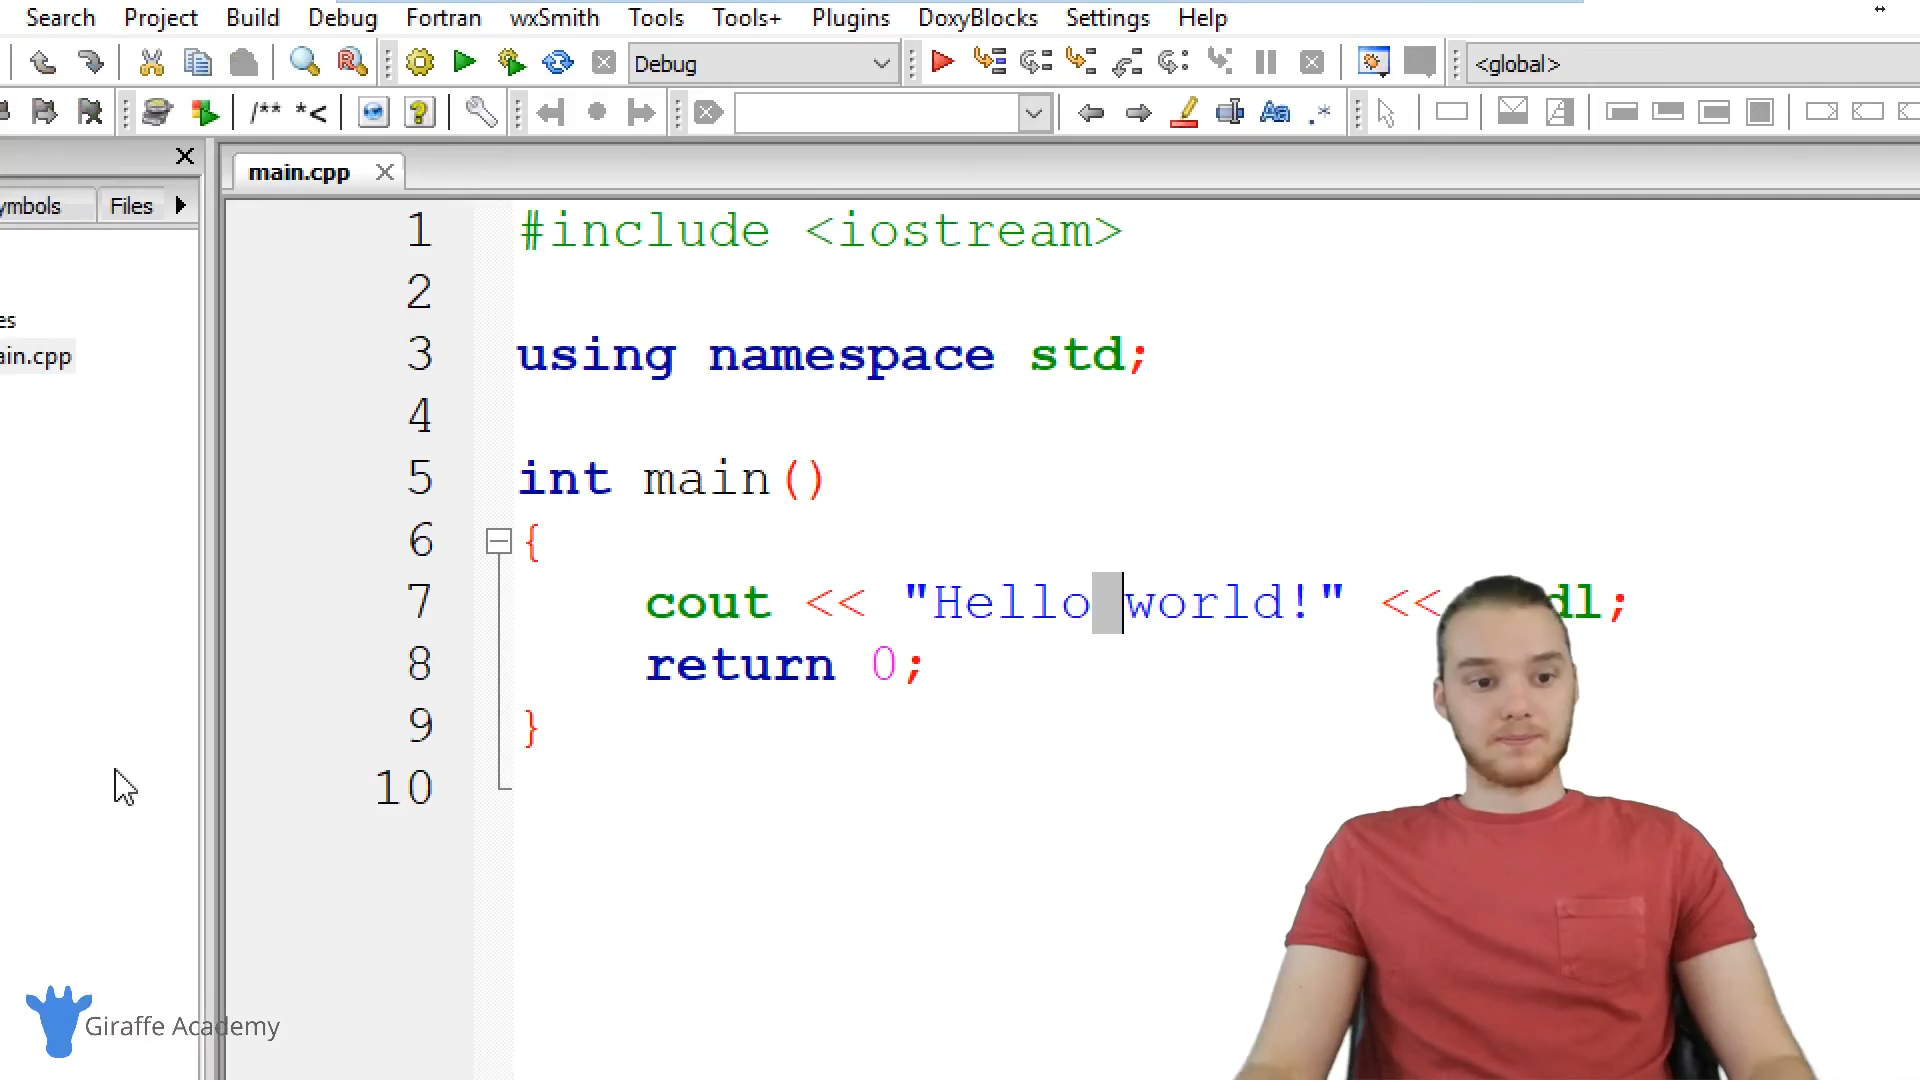 Search Project Build Debug Fortran wxSmith Tools Tools+ Plugins DoxyBlocks Settings Help
Debug <global>
/** *<
main.cpp
ymbols Files
1 #include <iostream>
2
3 using namespace std;
4
5 int main()
6 {
7 cout << "Hello world!" << dl;
8 return 0;
9 }
10
es
ain.cpp
Giraffe Academy